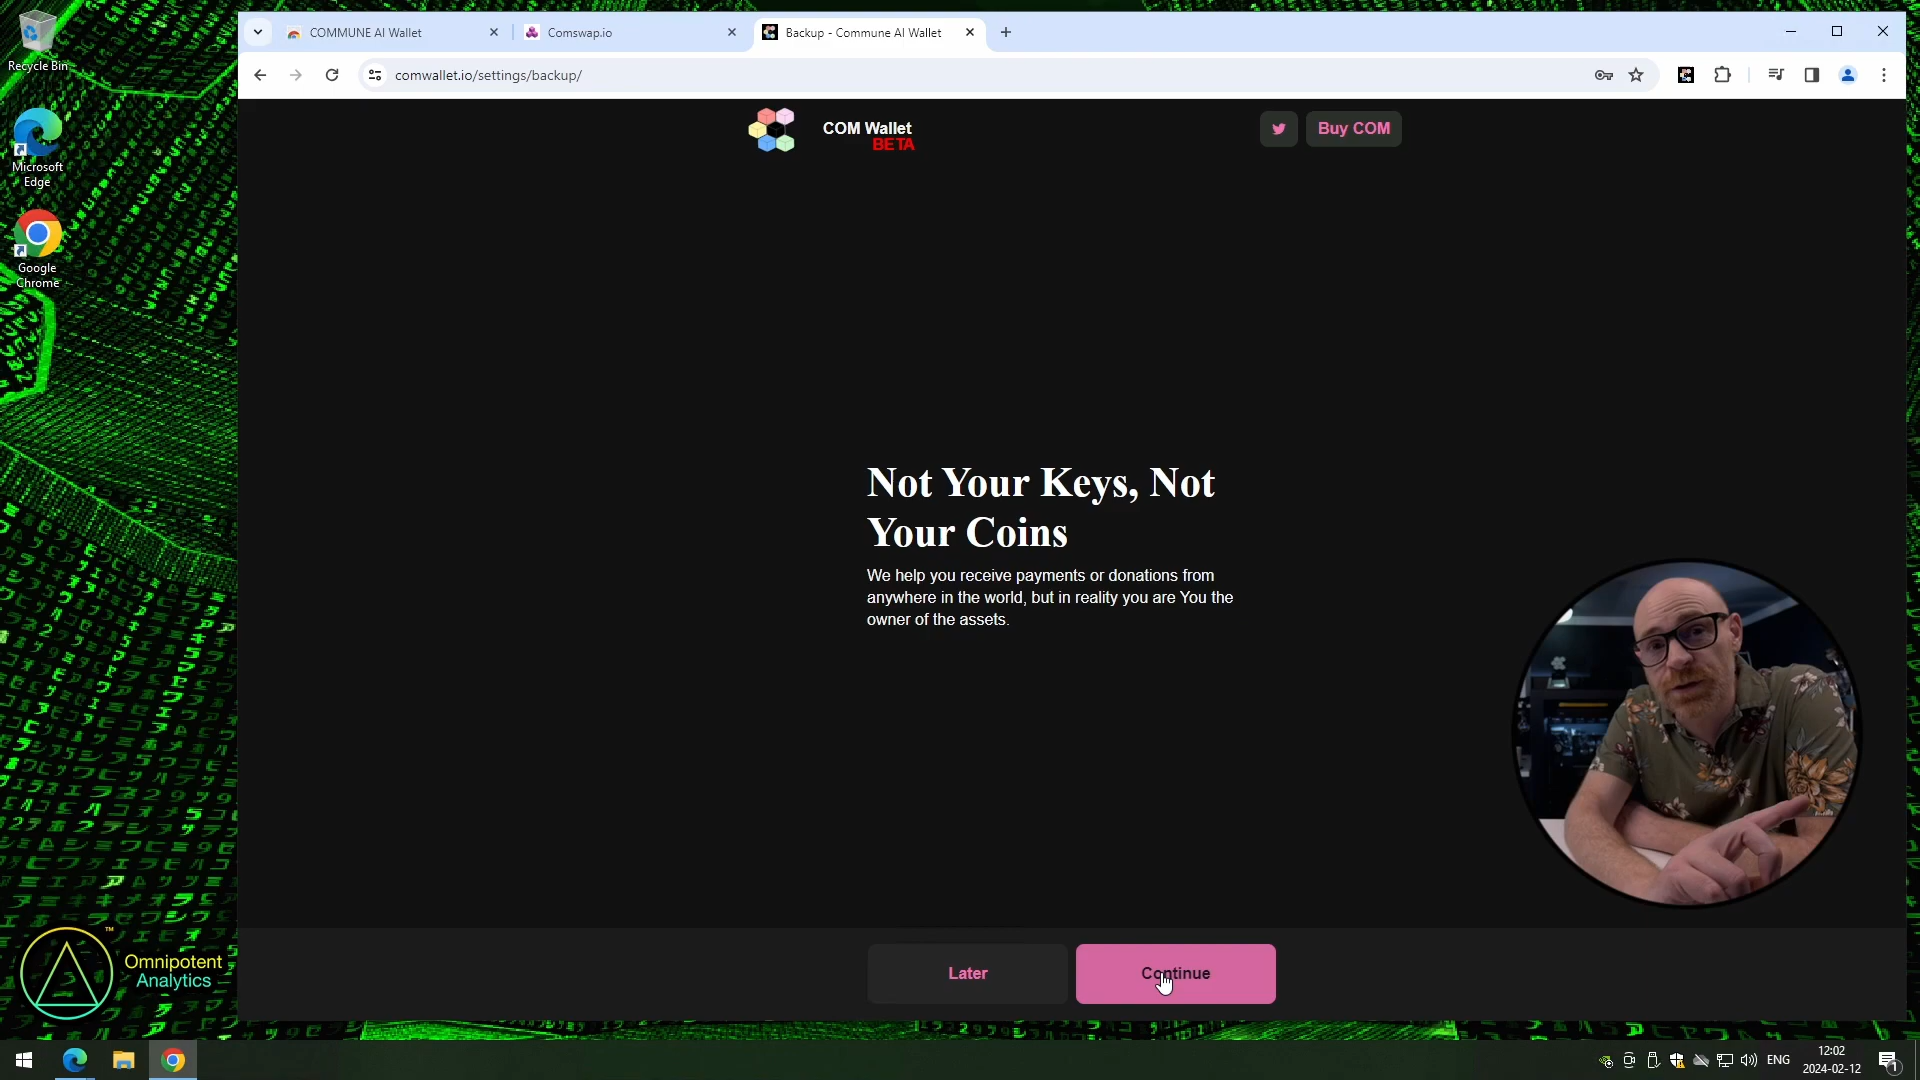 Recycle Bin
Microsoft
Edge
Google
Chrome
COMMUNE AI Wallet
Comswap.io
Backup - Commune AI Wallet
comwallet.io/settings/backup/
COM Wallet
BETA
Buy COM
Not Your Keys, Not
Your Coins
We help you receive payments or donations from
anywhere in the world, but in reality you are You the
owner of the assets.
Later
Continue
Omnipotent
Analytics
TM
ENG
12:02
2024-02-12
1